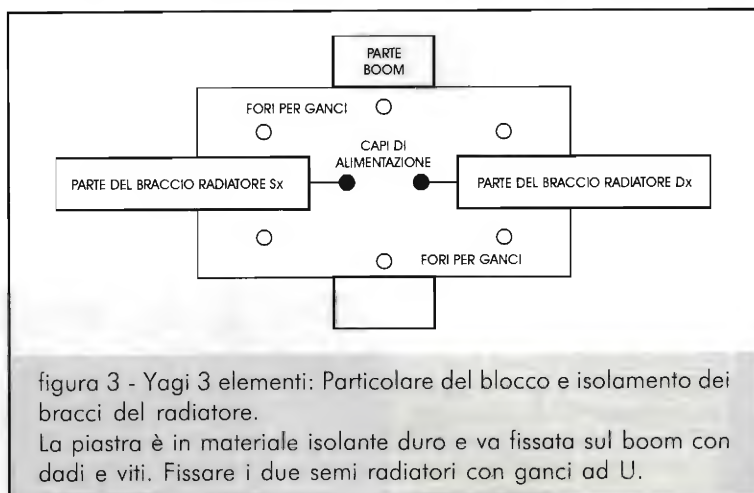 PARTE
BOOM
FORI PER GANCI
CAPI DI
ALIMENTAZIONE
PARTE DEL BRACCIO RADIATORE Sx
PARTE DEL BRACCIO RADIATORE Dx
FORI PER GANCI
figura 3 - Yagi 3 elementi: Particolare del blocco e isolamento dei
bracci del radiatore.
La piastra è in materiale isolante duro e va fissata sul boom con
dadi e viti. Fissare i due semi radiatori con ganci ad U.